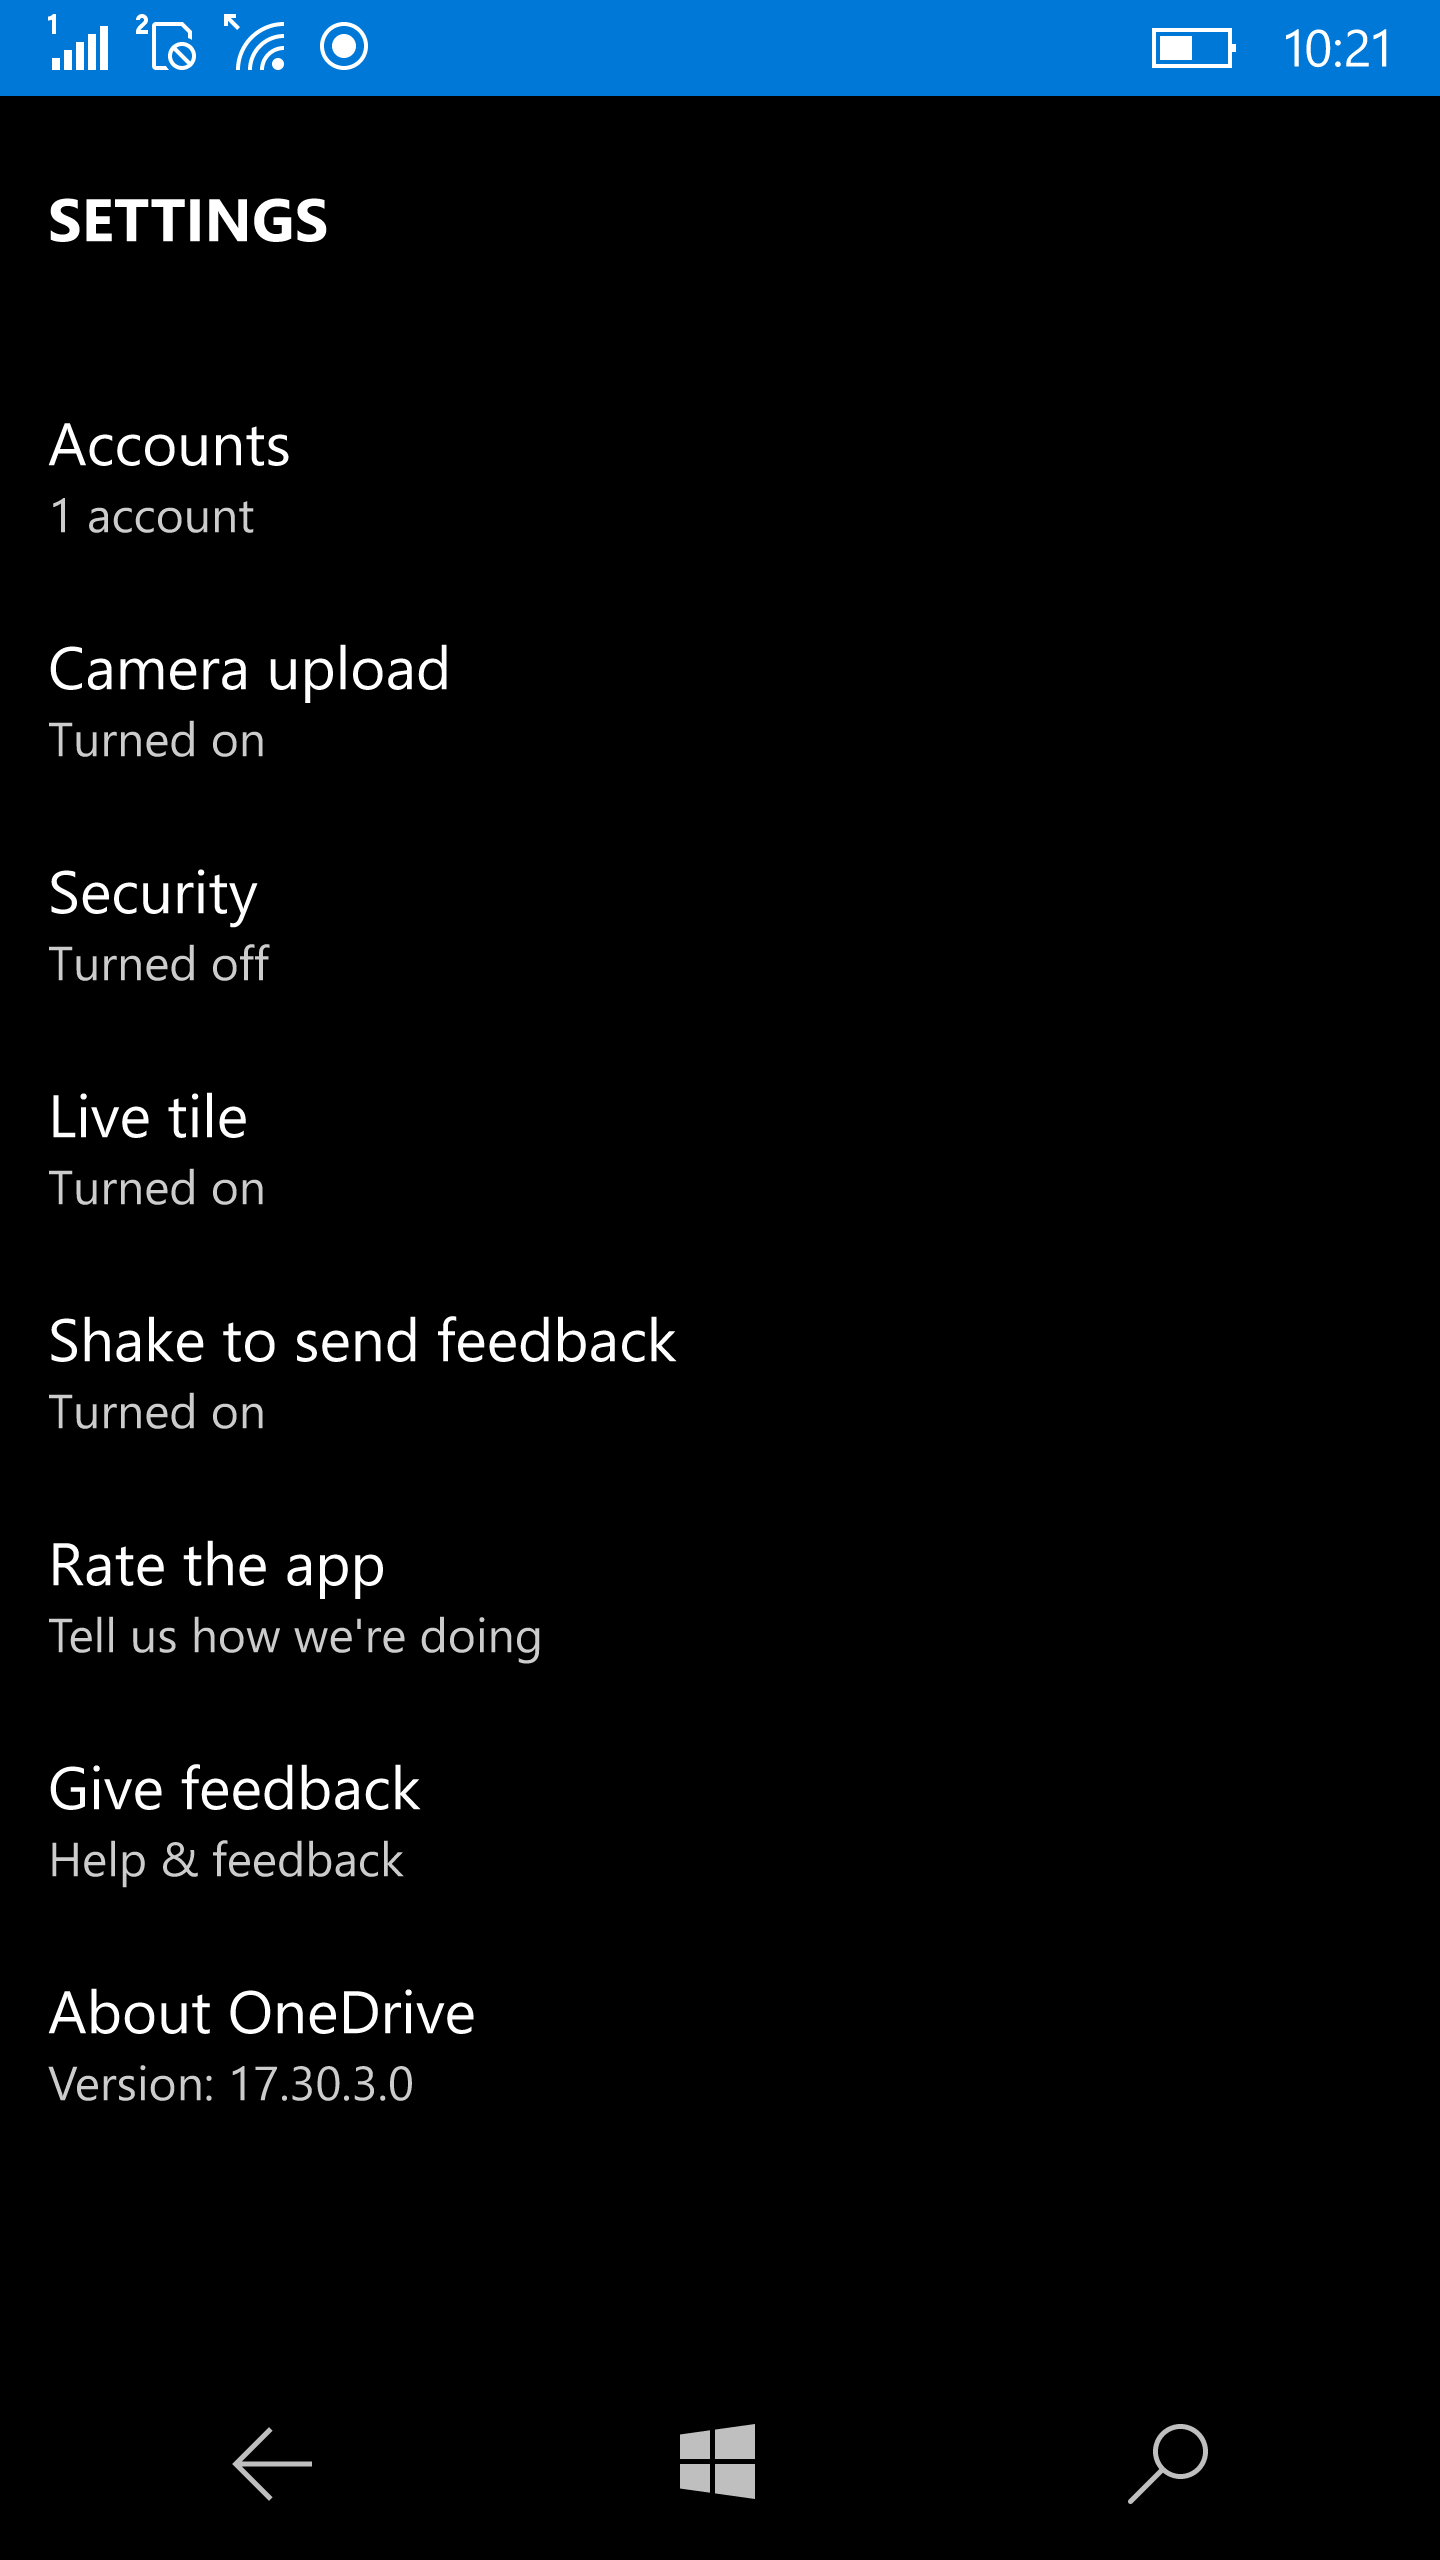 1 2 10:21
SETTINGS
Accounts
1 account
Camera upload
Turned on
Security
Turned off
Live tile
Turned on
Shake to send feedback
Turned on
Rate the app
Tell us how we're doing
Give feedback
Help & feedback
About OneDrive
Version: 17.30.3.0